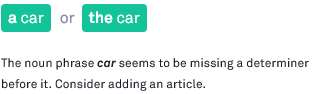 a car or the car
The noun phrase car seems to be missing a determiner
before it. Consider adding an article.